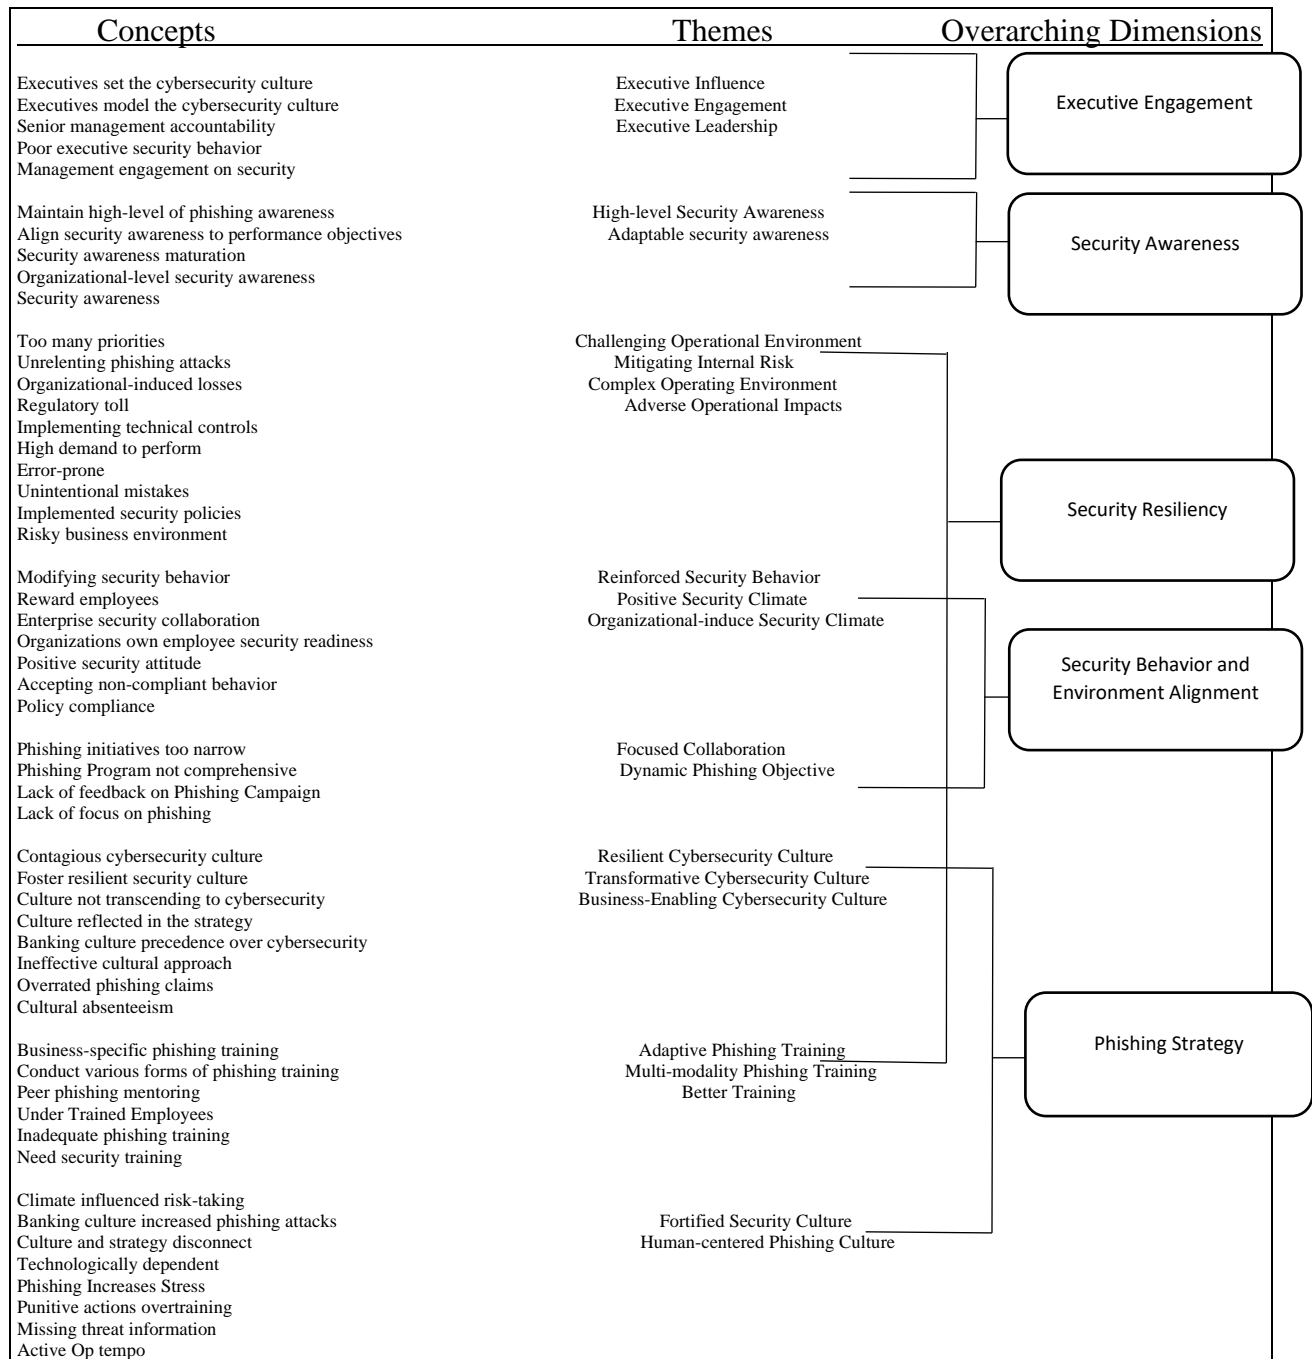 Concepts Themes Overarching Dimensions
Executives set the cybersecurity culture Executive Influence
Executives model the cybersecurity culture Executive Engagement
Senior management accountability Executive Leadership
Poor executive security behavior
Management engagement on security
Executive Engagement
Maintain high-level of phishing awareness High-level Security Awareness
Align security awareness to performance objectives Adaptable security awareness
Security awareness maturation
Organizational-level security awareness
Security awareness
Security Awareness
Too many priorities Challenging Operational Environment
Unrelenting phishing attacks Mitigating Internal Risk
Organizational-induced losses Complex Operating Environment
Regulatory toll Adverse Operational Impacts
Implementing technical controls
High demand to perform
Error-prone
Unintentional mistakes
Implemented security policies
Risky business environment
Security Resiliency
Modifying security behavior Reinforced Security Behavior
Reward employees Positive Security Climate
Enterprise security collaboration Organizational-induce Security Climate
Organizations own employee security readiness
Positive security attitude
Accepting non-compliant behavior
Policy compliance
Security Behavior and
Environment Alignment
Phishing initiatives too narrow Focused Collaboration
Phishing Program not comprehensive Dynamic Phishing Objective
Lack of feedback on Phishing Campaign
Lack of focus on phishing
Contagious cybersecurity culture Resilient Cybersecurity Culture
Foster resilient security culture Transformative Cybersecurity Culture
Culture not transcending to cybersecurity Business-Enabling Cybersecurity Culture
Culture reflected in the strategy
Banking culture precedence over cybersecurity
Ineffective cultural approach
Overrated phishing claims
Cultural absenteeism
Phishing Strategy
Business-specific phishing training Adaptive Phishing Training
Conduct various forms of phishing training Multi-modality Phishing Training
Peer phishing mentoring Better Training
Under Trained Employees
Inadequate phishing training
Need security training
Climate influenced risk-taking
Banking culture increased phishing attacks Fortified Security Culture
Culture and strategy disconnect Human-centered Phishing Culture
Technologically dependent
Phishing Increases Stress
Punitive actions overtraining
Missing threat information
Active Op tempo